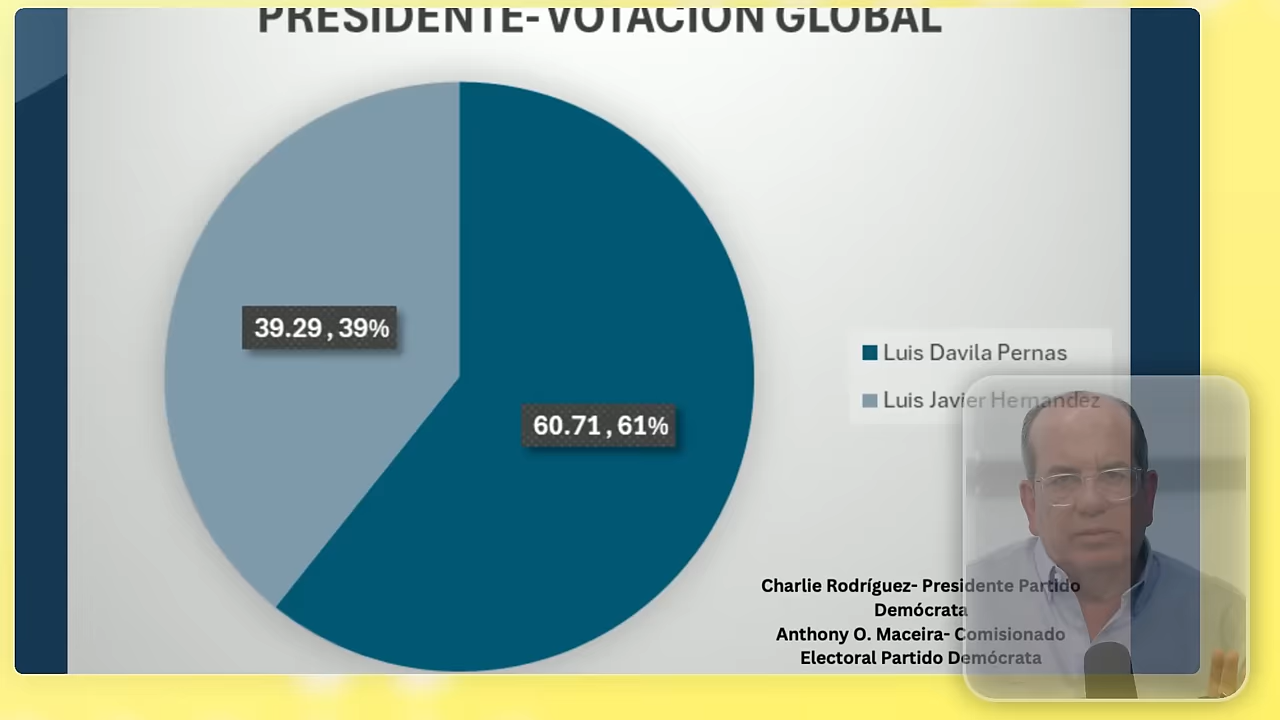 PRESIDENTE-VOTACION GLOBAL
39.29 , 39%
60.71 , 61%
Luis Davila Pernas
Luis Javier Hernandez
Charlie Rodríguez- Presidente Partido
Demócrata
Anthony O. Maceira- Comisionado
Electoral Partido Demócrata